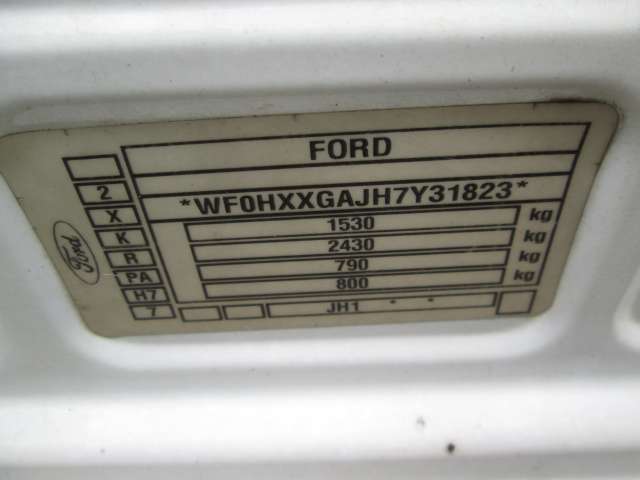 FORD
2
*WF0HXXGAJH7Y31823*
X
1530 kg
K
2430 kg
R
790 kg
PA
800 kg
H7
7
JH1 * *
Ford